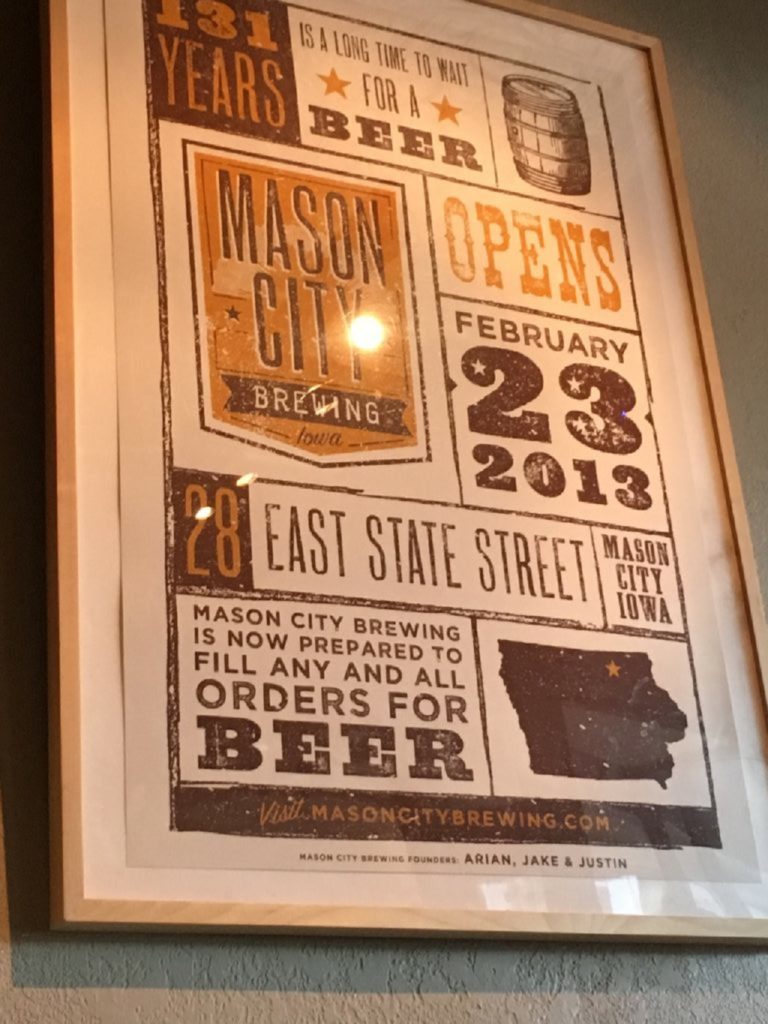 131
YEARS
IS A LONG TIME TO WAIT
FOR A
BEER
MASON
CITY
BREWING
Iowa
OPENS
FEBRUARY
23
2013
28
EAST STATE STREET
MASON
CITY
IOWA
MASON CITY BREWING
IS NOW PREPARED TO
FILL ANY AND ALL
ORDERS FOR
BEER
Visit MASONCITYBREWING.COM
MASON CITY BREWING FOUNDERS: ARIAN, JAKE & JUSTIN